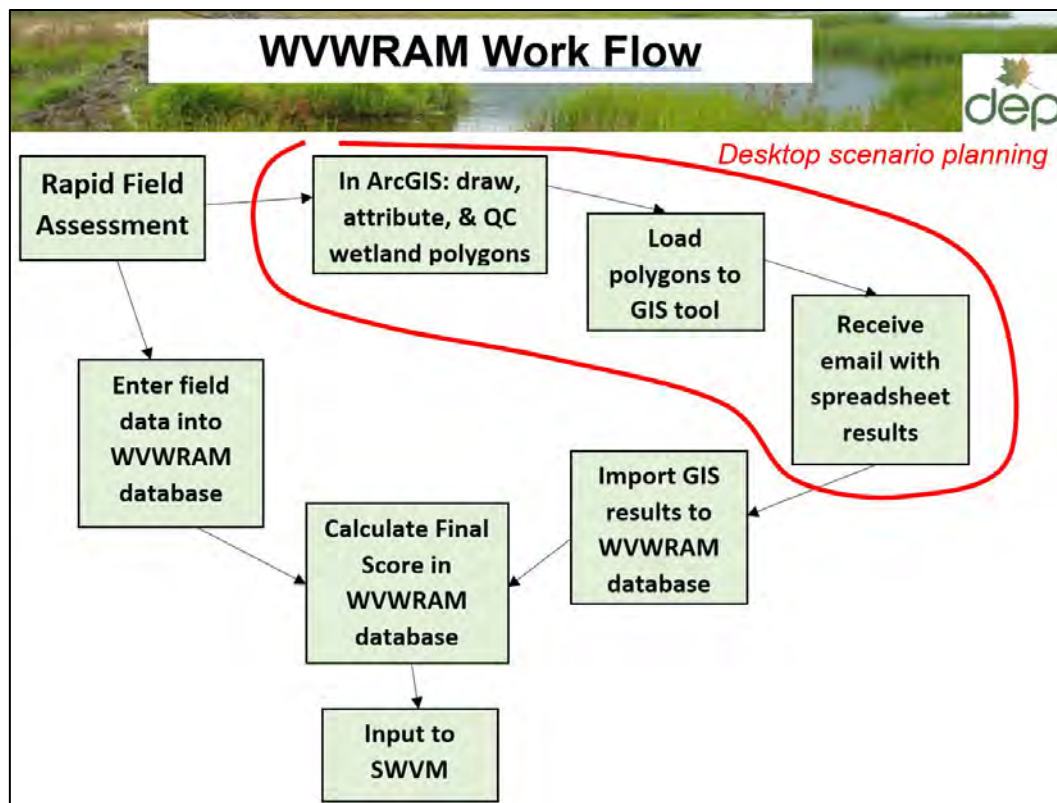 WVWRAM Work Flow
dep
Desktop scenario planning
Rapid Field
Assessment
In ArcGIS: draw,
attribute, & QC
wetland polygons
Load
polygons to
GIS tool
Receive
email with
spreadsheet
results
Enter field
data into
WVWRAM
database
Import GIS
results to
WVWRAM
database
Calculate Final
Score in
WVWRAM
database
Input to
SWVM